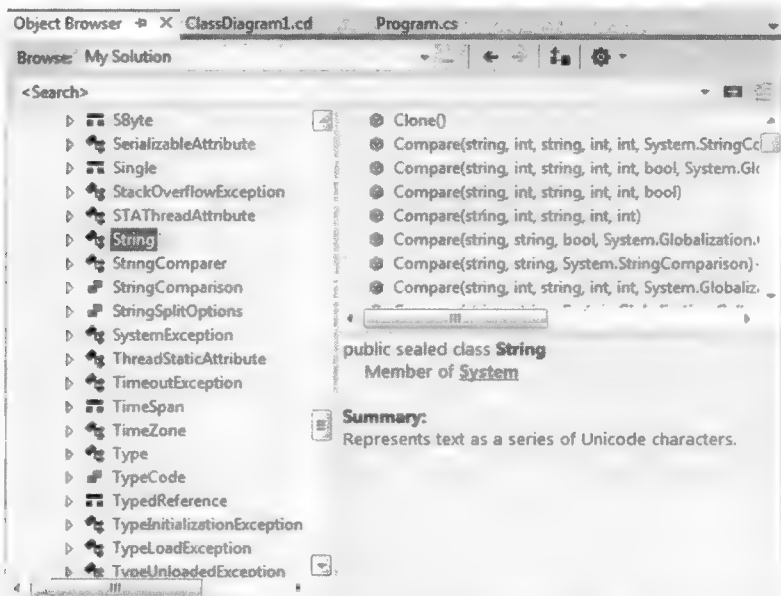 Object Browser ClassDiagram1.cd Program.cs
Browse: My Solution
<Search>
SByte
SerializableAttribute
Single
StackOverflowException
STAThreadAttribute
String
StringComparer
StringComparison
StringSplitOptions
SystemException
ThreadStaticAttribute
TimeoutException
TimeSpan
TimeZone
Type
TypeCode
TypedReference
TypeInitializationException
TypeLoadException
TypeUnloadedException
Clone()
Compare(string, int, string, int, int, System.StringCc
Compare(string, int, string, int, int, bool, System.Glc
Compare(string, int, string, int, int, bool)
Compare(string, int, string, int, int)
Compare(string, string, bool, System.Globalization.
Compare(string, string, System.StringComparison)
Compare(string, int, string, int, int, System.Globaliz
public sealed class String
Member of System
Summary:
Represents text as a series of Unicode characters.